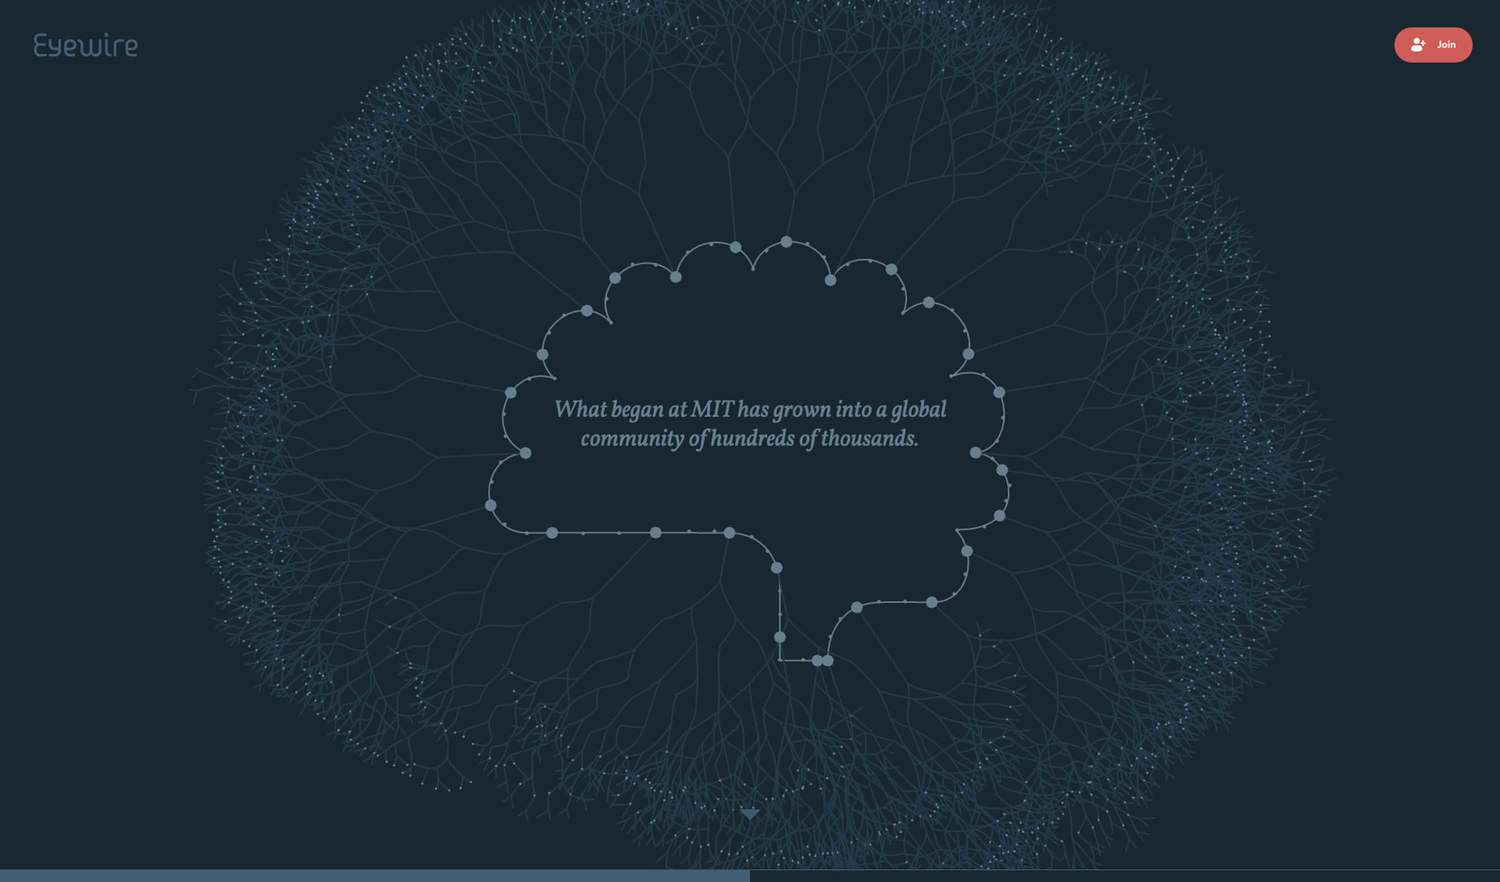 Eyewire
Join
What began at MIT has grown into a global
community of hundreds of thousands.